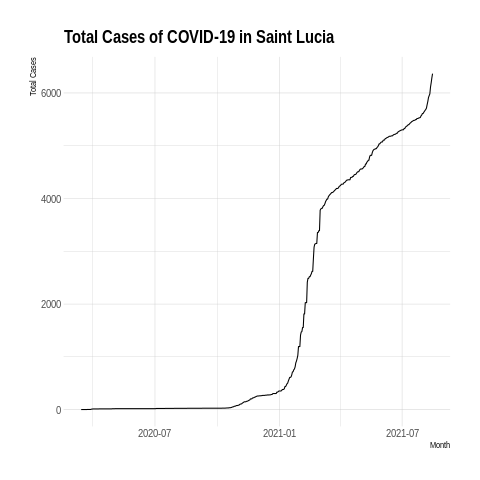 Total Cases of COVID-19 in Saint Lucia
Total Cases
6000
4000
2000
0
2020-07
2021-01
2021-07
Month